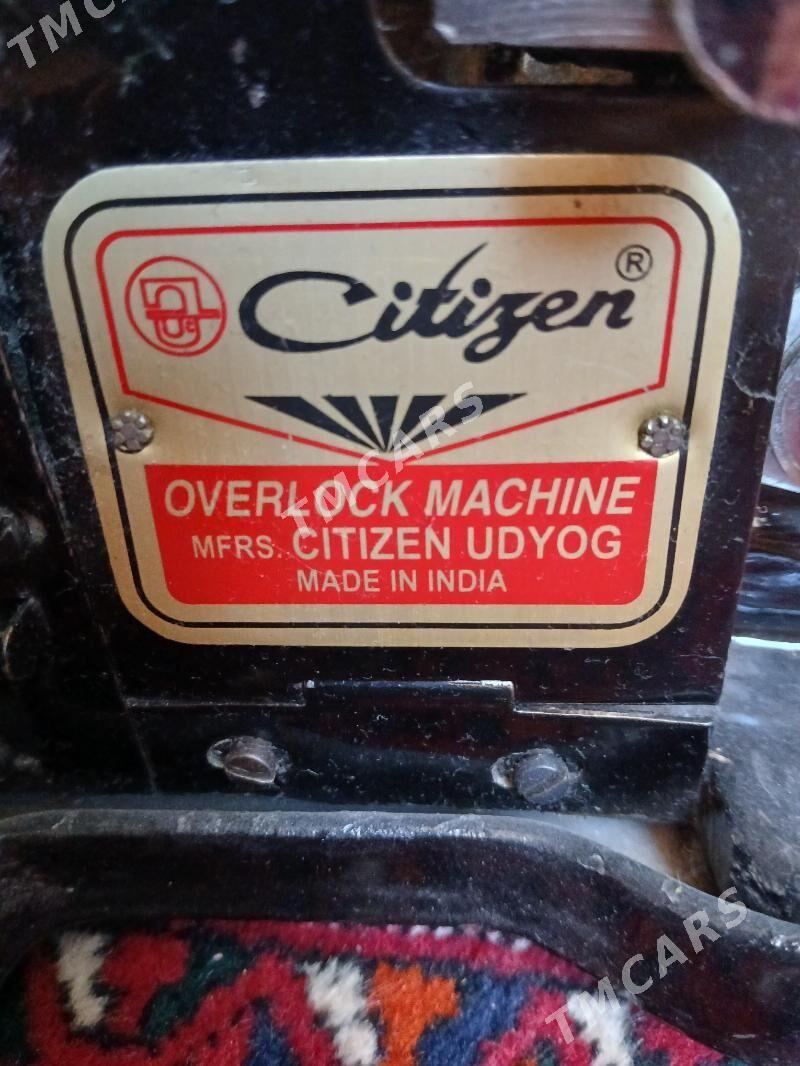 TMCARS
Citizen ®
TMCARS
OVERLOCK MACHINE
MFRS. CITIZEN UDYOG
MADE IN INDIA
TMCARS